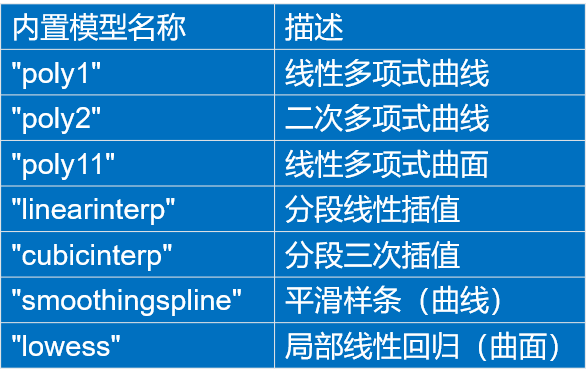 内置模型名称 描述
"poly1" 线性多项式曲线
"poly2" 二次多项式曲线
"poly11" 线性多项式曲面
"linearinterp" 分段线性插值
"cubicinterp" 分段三次插值
"smoothingspline" 平滑样条（曲线）
"lowess" 局部线性回归（曲面）